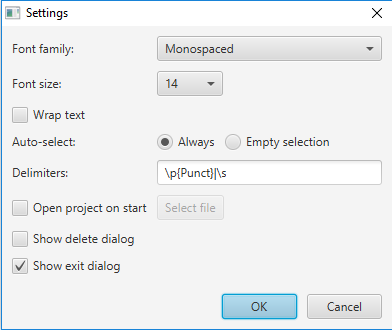 Settings
Font family: Monospaced
Font size: 14
Wrap text
Auto-select: Always Empty selection
Delimiters: \p{Punct}|\s
Open project on start Select file
Show delete dialog
Show exit dialog
OK Cancel